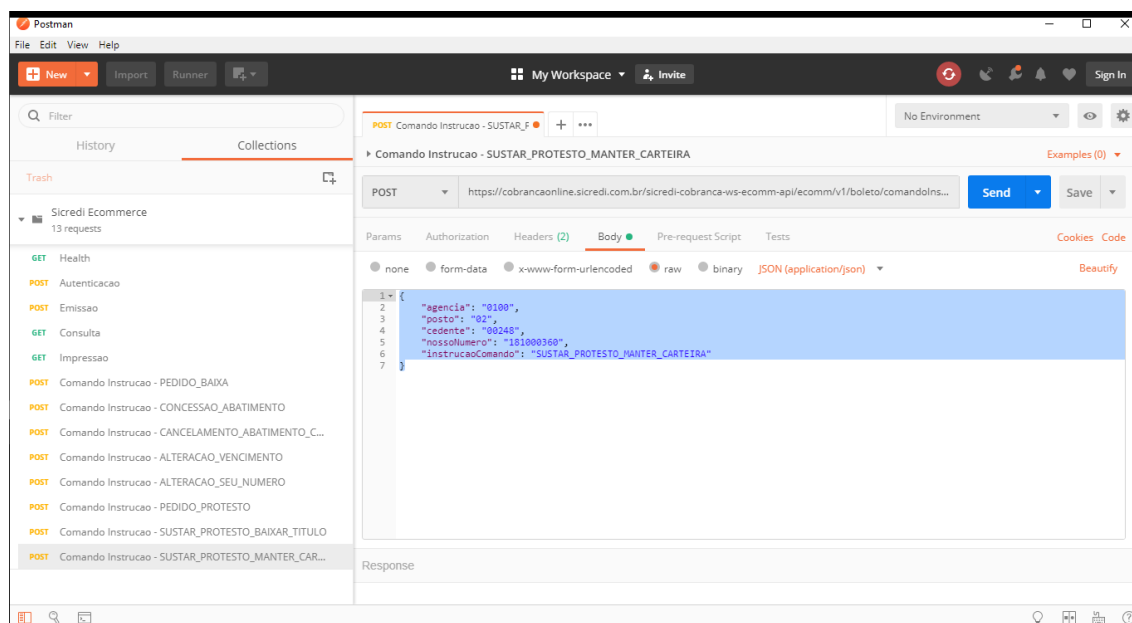 Postman
File Edit View Help
New Import Runner My Workspace Invite Sign In
Filter
History Collections
Trash
Sicredi Ecommerce
13 requests
GET Health
POST Autenticacao
POST Emissao
GET Consulta
GET Impressao
POST Comando Instrucao - PEDIDO_BAIXA
POST Comando Instrucao - CONCESSAO_ABATIMENTO
POST Comando Instrucao - CANCELAMENTO_ABATIMENTO_C...
POST Comando Instrucao - ALTERACAO_VENCIMENTO
POST Comando Instrucao - ALTERACAO_SEU_NUMERO
POST Comando Instrucao - PEDIDO_PROTESTO
POST Comando Instrucao - SUSTAR_PROTESTO_BAIXAR_TITULO
POST Comando Instrucao - SUSTAR_PROTESTO_MANTER_CAR...
POST Comando Instrucao - SUSTAR_F
No Environment
Comando Instrucao - SUSTAR_PROTESTO_MANTER_CARTEIRA Examples (0)
POST https://cobrancaonline.sicredi.com.br/sicredi-cobranca-ws-ecomm-api/ecomm/v1/boleto/comandoIns... Send Save
Params Authorization Headers (2) Body Pre-request Script Tests Cookies Code
none form-data x-www-form-urlencoded raw binary JSON (application/json) Beautify
1 {
2 "agencia": "0100",
3 "posto": "02",
4 "cedente": "00248",
5 "nossoNumero": "181000360",
6 "instrucaoComando": "SUSTAR_PROTESTO_MANTER_CARTEIRA"
7 }
Response